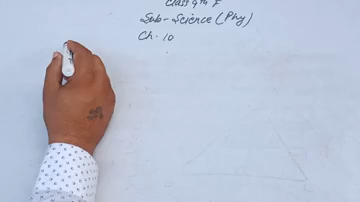 Class 9th F
Sub- Science (Phy)
Ch. 10